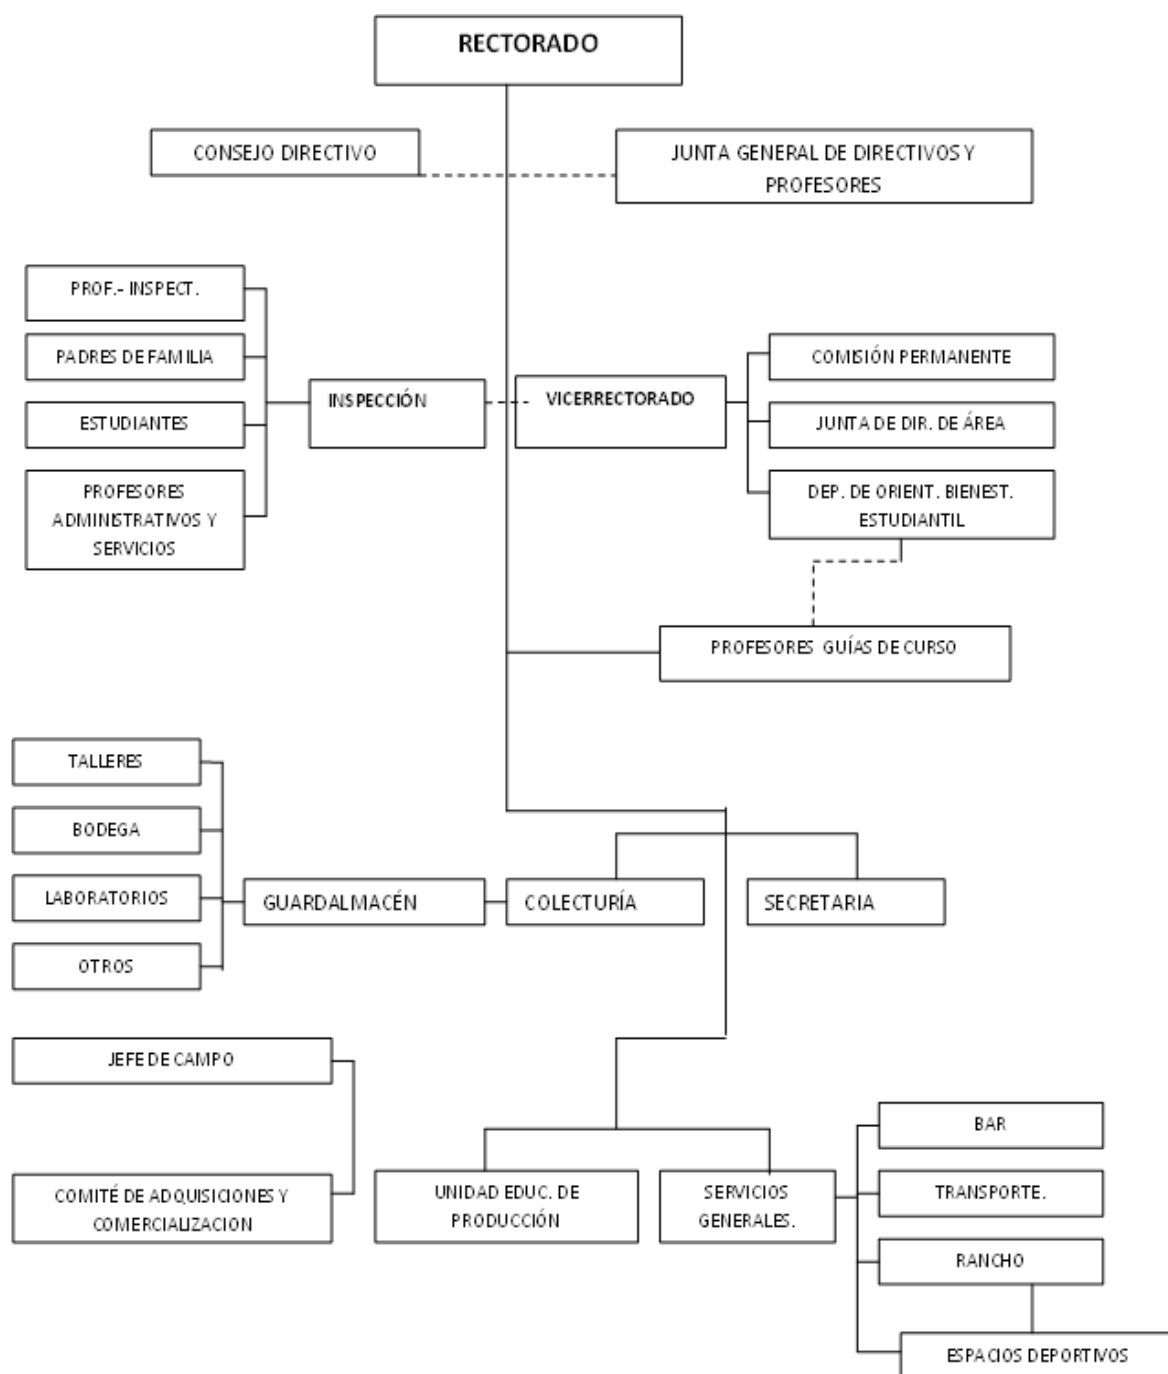 RECTORADO
CONSEJO DIRECTIVO
JUNTA GENERAL DE DIRECTIVOS Y
PROFESORES
PROF.- INSPECT.
PADRES DE FAMILIA
ESTUDIANTES
PROFESORES
ADMINISTRATIVOS Y
SERVICIOS
INSPECCIÓN
VICERRECTORADO
COMISIÓN PERMANENTE
JUNTA DE DIR. DE ÁREA
DEP. DE ORIENT. BIENEST.
ESTUDIANTIL
PROFESORES GUÍAS DE CURSO
TALLERES
BODEGA
LABORATORIOS
OTROS
GUARDALMACÉN
COLECTURÍA
SECRETARIA
JEFE DE CAMPO
COMITÉ DE ADQUISICIONES Y
COMERCIALIZACION
UNIDAD EDUC. DE
PRODUCCIÓN
SERVICIOS
GENERALES.
BAR
TRANSPORTE.
RANCHO
ESPACIOS DEPORTIVOS